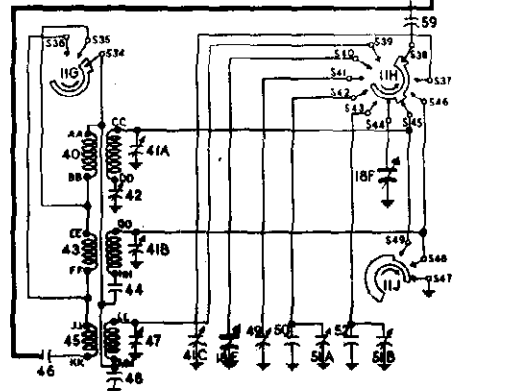 59
S36
S35
S34
11G
S39
S40
S38
S41
11H
S37
S42
S43
S46
S44
S45
AA
CC
40
41A
BB
DD
42
18F
EE
GG
43
41B
FF
HH
44
S49
S48
S47
11J
JJ
LL
45
47
KK
46
48
41C
49
50
51A
52
51B